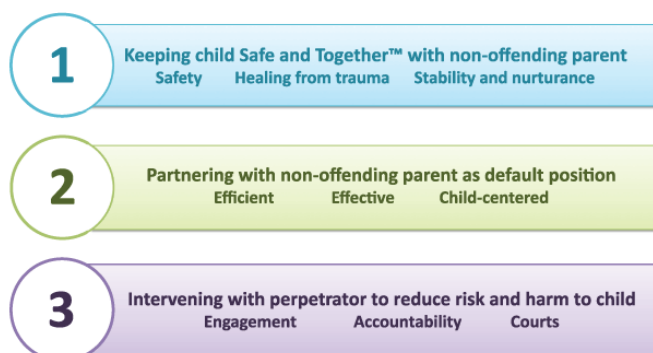 1
Keeping child Safe and Together™ with non-offending parent
Safety Healing from trauma Stability and nurturance
2
Partnering with non-offending parent as default position
Efficient Effective Child-centered
3
Intervening with perpetrator to reduce risk and harm to child
Engagement Accountability Courts